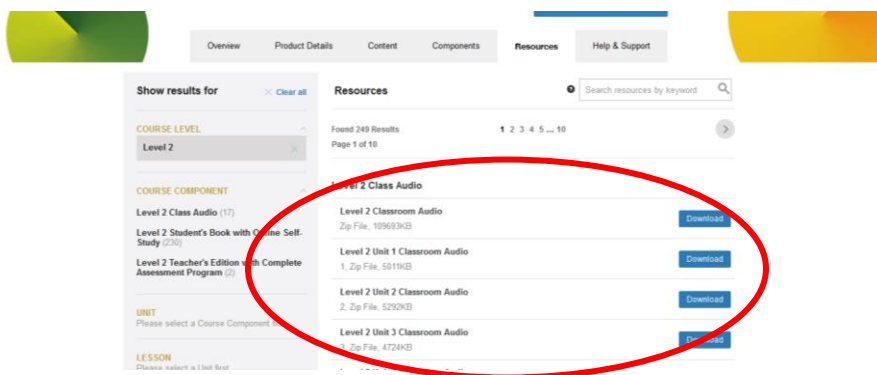 Overview Product Details Content Components Resources Help & Support
Show results for × Clear all
COURSE LEVEL
Level 2 ×
COURSE COMPONENT
Level 2 Class Audio (17)
Level 2 Student's Book with Online Self-
Study (230)
Level 2 Teacher's Edition with Complete
Assessment Program (2)
UNIT
Please select a Course Component
LESSON
Please select a Unit first
Resources
Search resources by keyword
Found 249 Results 1 2 3 4 5 ... 10
Page 1 of 10
Level 2 Class Audio
Level 2 Classroom Audio
Zip File, 109693KB
Download
Level 2 Unit 1 Classroom Audio
1, Zip File, 5011KB
Download
Level 2 Unit 2 Classroom Audio
2, Zip File, 5292KB
Download
Level 2 Unit 3 Classroom Audio
3, Zip File, 4724KB
Download